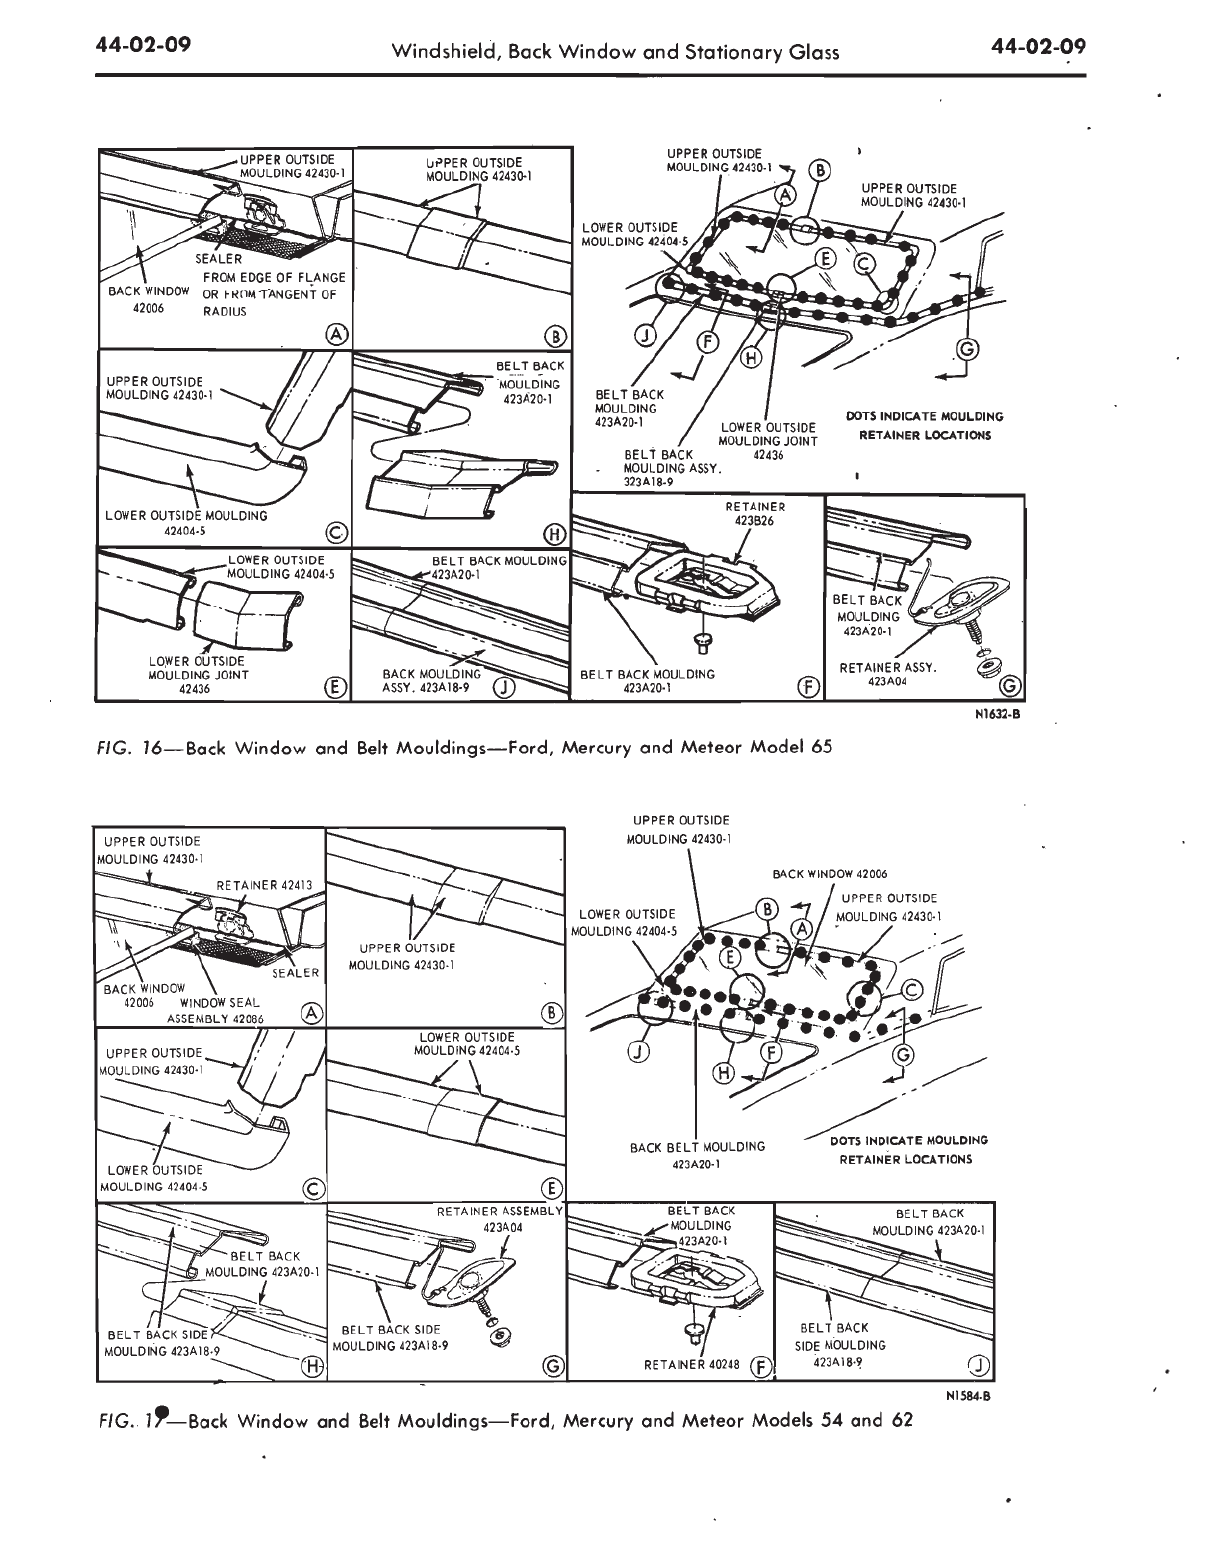 44-02-09
Windshield, Back Window and Stationary Glass
44-02-09
UPPER OUTSIDE
MOULDING 42430-1
SEALER
FROM EDGE OF FLANGE
OR FROM TANGENT OF
RADIUS
BACK WINDOW
42006
A
UPPER OUTSIDE
MOULDING 42430-1
B
UPPER OUTSIDE
MOULDING 42430-1
LOWER OUTSIDE MOULDING
42404-5
C
BELT BACK
MOULDING
423A20-1
H
LOWER OUTSIDE
MOULDING 42404-5
LOWER OUTSIDE
MOULDING JOINT
42436
E
BELT BACK MOULDING
423A20-1
BACK MOULDING
ASSY. 423A18-9
J
UPPER OUTSIDE
MOULDING 42430-1
B
A
UPPER OUTSIDE
MOULDING 42430-1
LOWER OUTSIDE
MOULDING 42404-5
E
C
J
F
H
G
BELT BACK
MOULDING
423A20-1
LOWER OUTSIDE
MOULDING JOINT
42436
BELT BACK
MOULDING ASSY.
323A18-9
DOTS INDICATE MOULDING
RETAINER LOCATIONS
RETAINER
423B26
BELT BACK MOULDING
423A20-1
F
BELT BACK
MOULDING
423A20-1
RETAINER ASSY.
423A04
G
N1632-B
FIG. 16—Back Window and Belt Mouldings—Ford, Mercury and Meteor Model 65
UPPER OUTSIDE
MOULDING 42430-1
RETAINER 42413
SEALER
BACK WINDOW
42006
WINDOW SEAL
ASSEMBLY 42086
A
UPPER OUTSIDE
MOULDING 42430-1
B
UPPER OUTSIDE
MOULDING 42430-1
LOWER OUTSIDE
MOULDING 42404-5
C
LOWER OUTSIDE
MOULDING 42404-5
E
UPPER OUTSIDE
MOULDING 42430-1
BACK WINDOW 42006
UPPER OUTSIDE
MOULDING 42430-1
LOWER OUTSIDE
MOULDING 42404-5
B
A
E
C
J
F
H
G
BACK BELT MOULDING
423A20-1
DOTS INDICATE MOULDING
RETAINER LOCATIONS
BELT BACK
MOULDING 423A20-1
BELT BACK SIDE
MOULDING 423A18-9
H
RETAINER ASSEMBLY
423A04
BELT BACK SIDE
MOULDING 423A18-9
G
BELT BACK
MOULDING
423A20-1
RETAINER 40248
F
BELT BACK
MOULDING 423A20-1
BELT BACK
SIDE MOULDING
423A18-9
J
N1584-B
FIG. —Back Window and Belt Mouldings—Ford, Mercury and Meteor Models 54 and 62